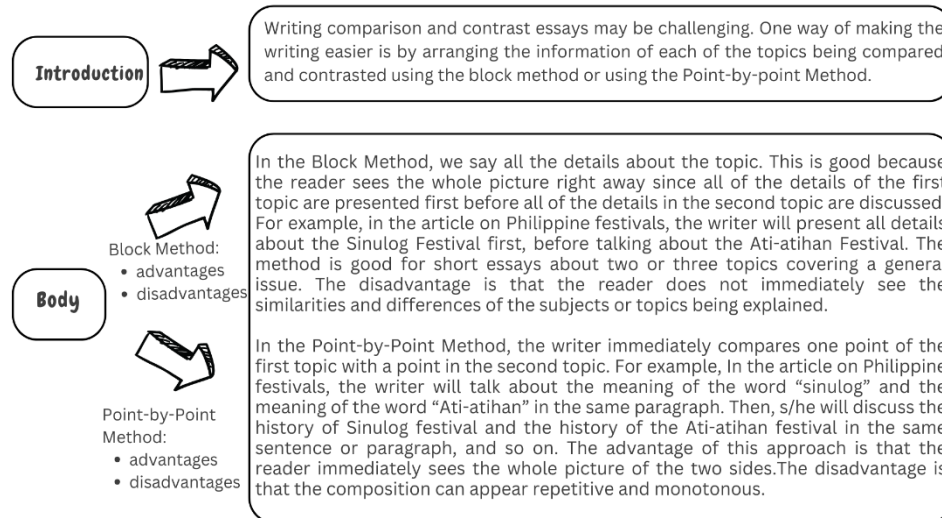 Introduction
Writing comparison and contrast essays may be challenging. One way of making the
writing easier is by arranging the information of each of the topics being compared
and contrasted using the block method or using the Point-by-point Method.
Body
Block Method:
• advantages
• disadvantages
In the Block Method, we say all the details about the topic. This is good because
the reader sees the whole picture right away since all of the details of the first
topic are presented first before all of the details in the second topic are discussed
For example, in the article on Philippine festivals, the writer will present all details
about the Sinulog Festival first, before talking about the Ati-atihan Festival. The
method is good for short essays about two or three topics covering a general
issue. The disadvantage is that the reader does not immediately see the
similarities and differences of the subjects or topics being explained.
Point-by-Point
Method:
• advantages
• disadvantages
In the Point-by-Point Method, the writer immediately compares one point of the
first topic with a point in the second topic. For example, In the article on Philippine
festivals, the writer will talk about the meaning of the word “sinulog” and the
meaning of the word “Ati-atihan” in the same paragraph. Then, s/he will discuss the
history of Sinulog festival and the history of the Ati-atihan festival in the same
sentence or paragraph, and so on. The advantage of this approach is that the
reader immediately sees the whole picture of the two sides.The disadvantage is
that the composition can appear repetitive and monotonous.